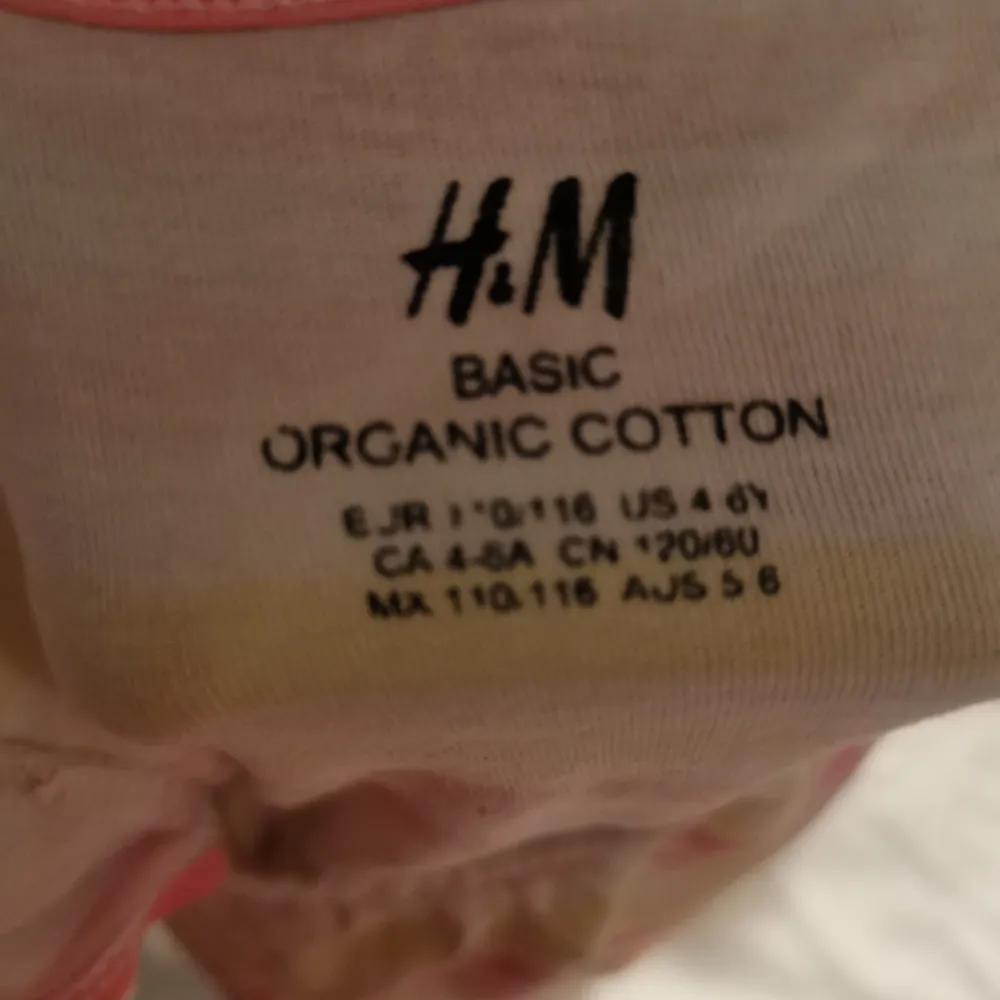 H&M
BASIC
ORGANIC COTTON
EUR 110/116 US 4-6Y
CA 4-6A CN 120/60
MX 110-116 AUS 5-6